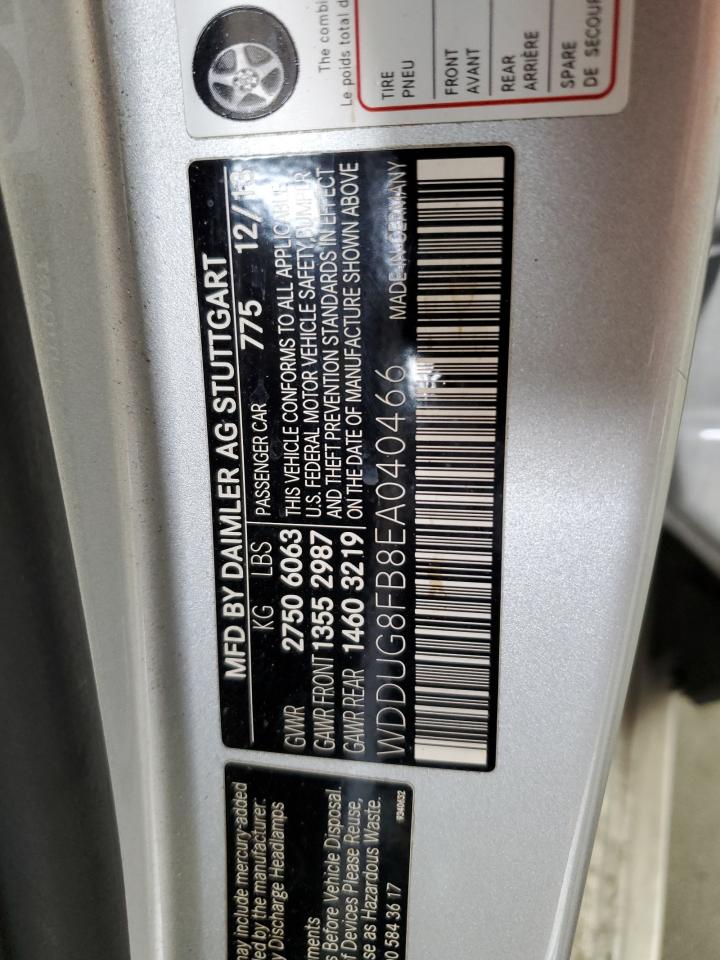 MFD BY DAIMLER AG STUTTGART
KG LBS PASSENGER CAR 775 12/13
GVWR 2750 6063 THIS VEHICLE CONFORMS TO ALL APPLICABLE
GAWR FRONT 1355 2987 U.S. FEDERAL MOTOR VEHICLE SAFETY, BUMPER
GAWR REAR 1460 3219 AND THEFT PREVENTION STANDARDS IN EFFECT
ON THE DATE OF MANUFACTURE SHOWN ABOVE
WDDUG8FB8EA040466 MADE IN GERMANY
The combi
Le poids total d
TIRE
PNEU
FRONT
AVANT
REAR
ARRIÈRE
SPARE
DE SECOUR
may include mercury-added
ed by the manufacturer:
y Discharge Headlamps
ments
s Before Vehicle Disposal.
f Devices Please Reuse,
se as Hazardous Waste.
0 584 36 17